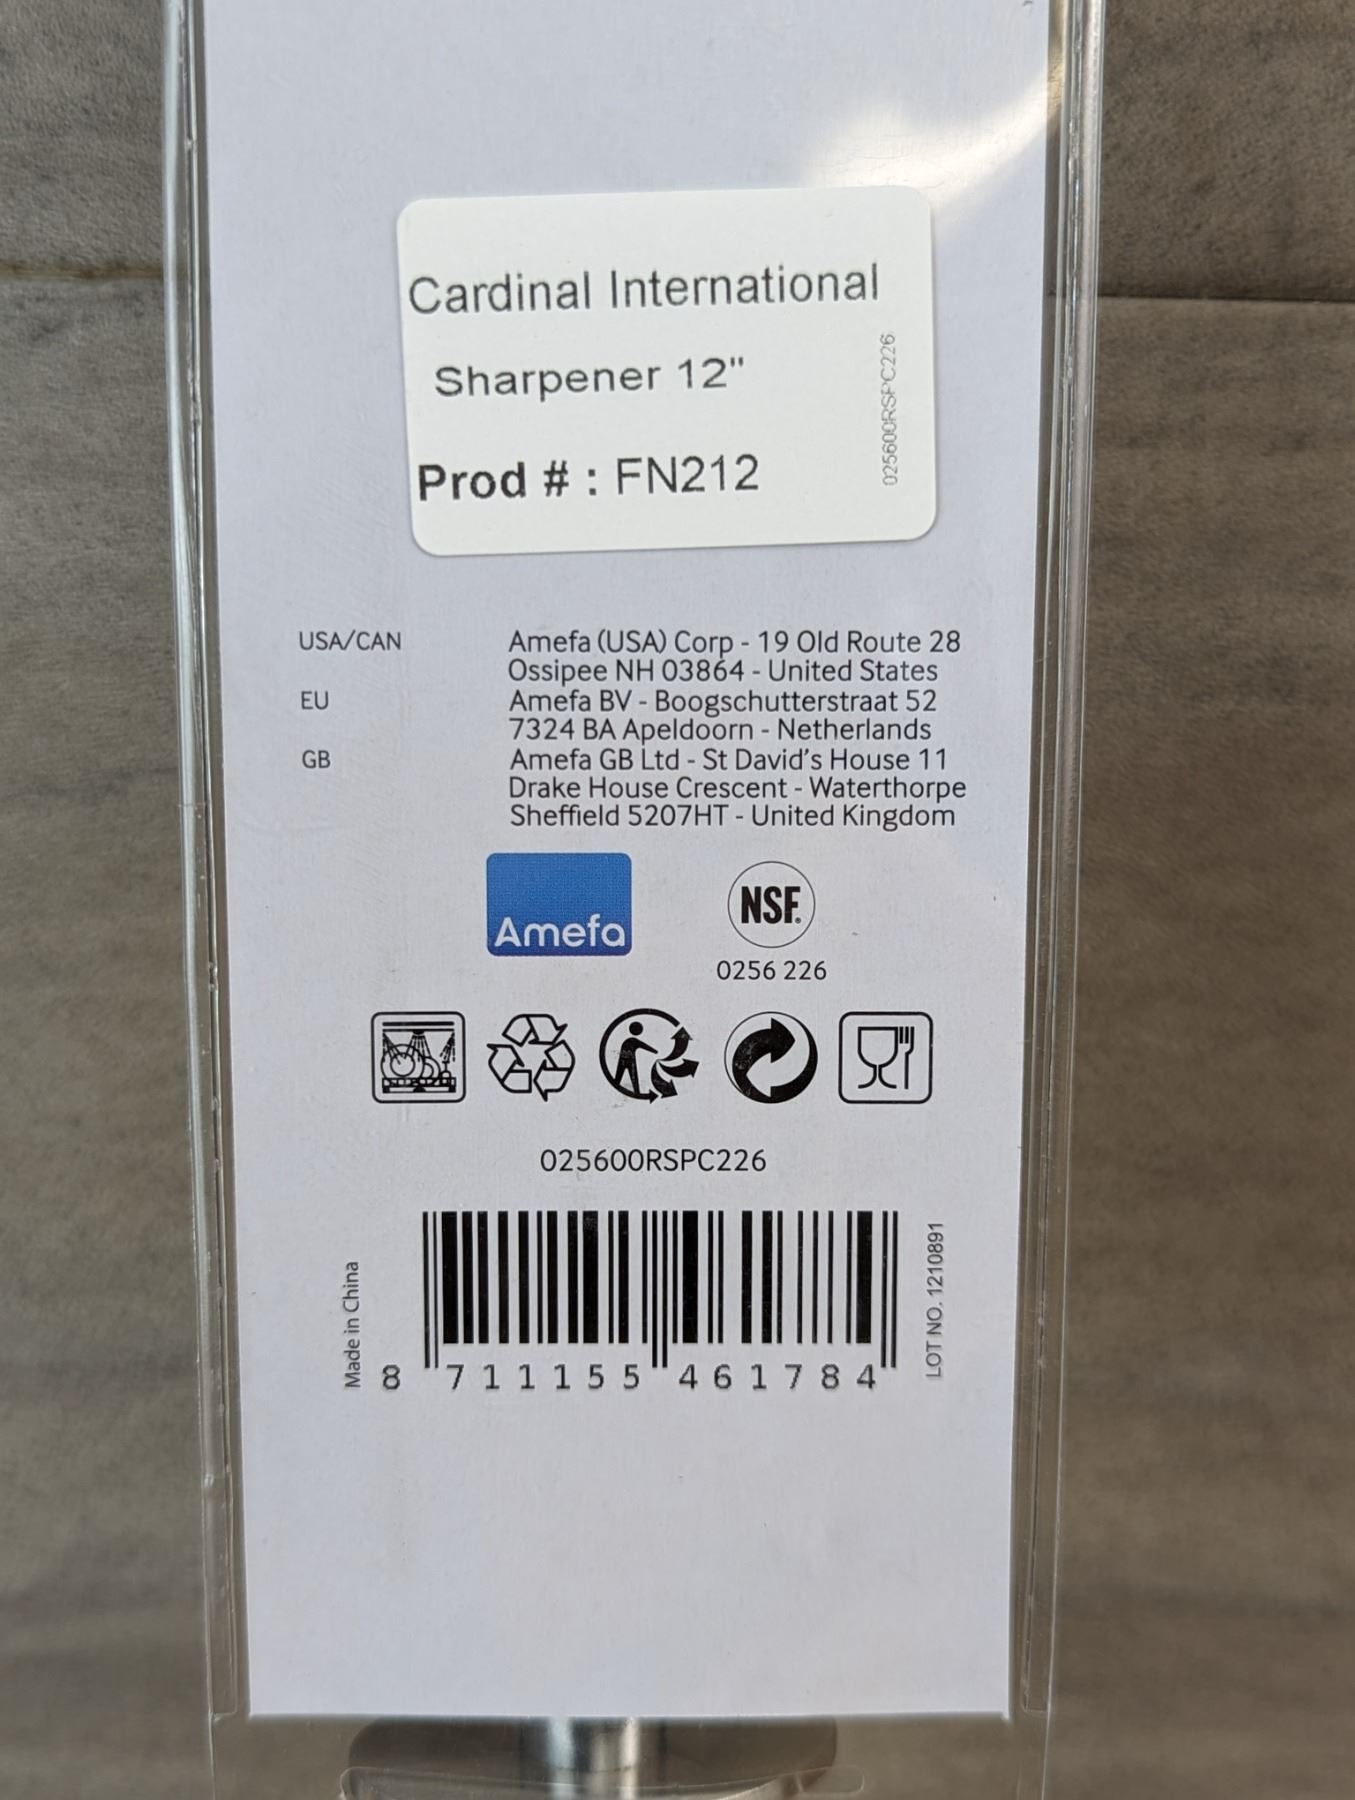 Cardinal International
Sharpener 12"
Prod # : FN212
025600RSPC226
USA/CAN Amefa (USA) Corp - 19 Old Route 28
Ossipee NH 03864 - United States
EU Amefa BV - Boogschutterstraat 52
7324 BA Apeldoorn - Netherlands
GB Amefa GB Ltd - St David's House 11
Drake House Crescent - Waterthorpe
Sheffield 5207HT - United Kingdom
Amefa
NSF®
0256 226
025600RSPC226
Made in China
8 711155 461784
LOT NO. 1210891